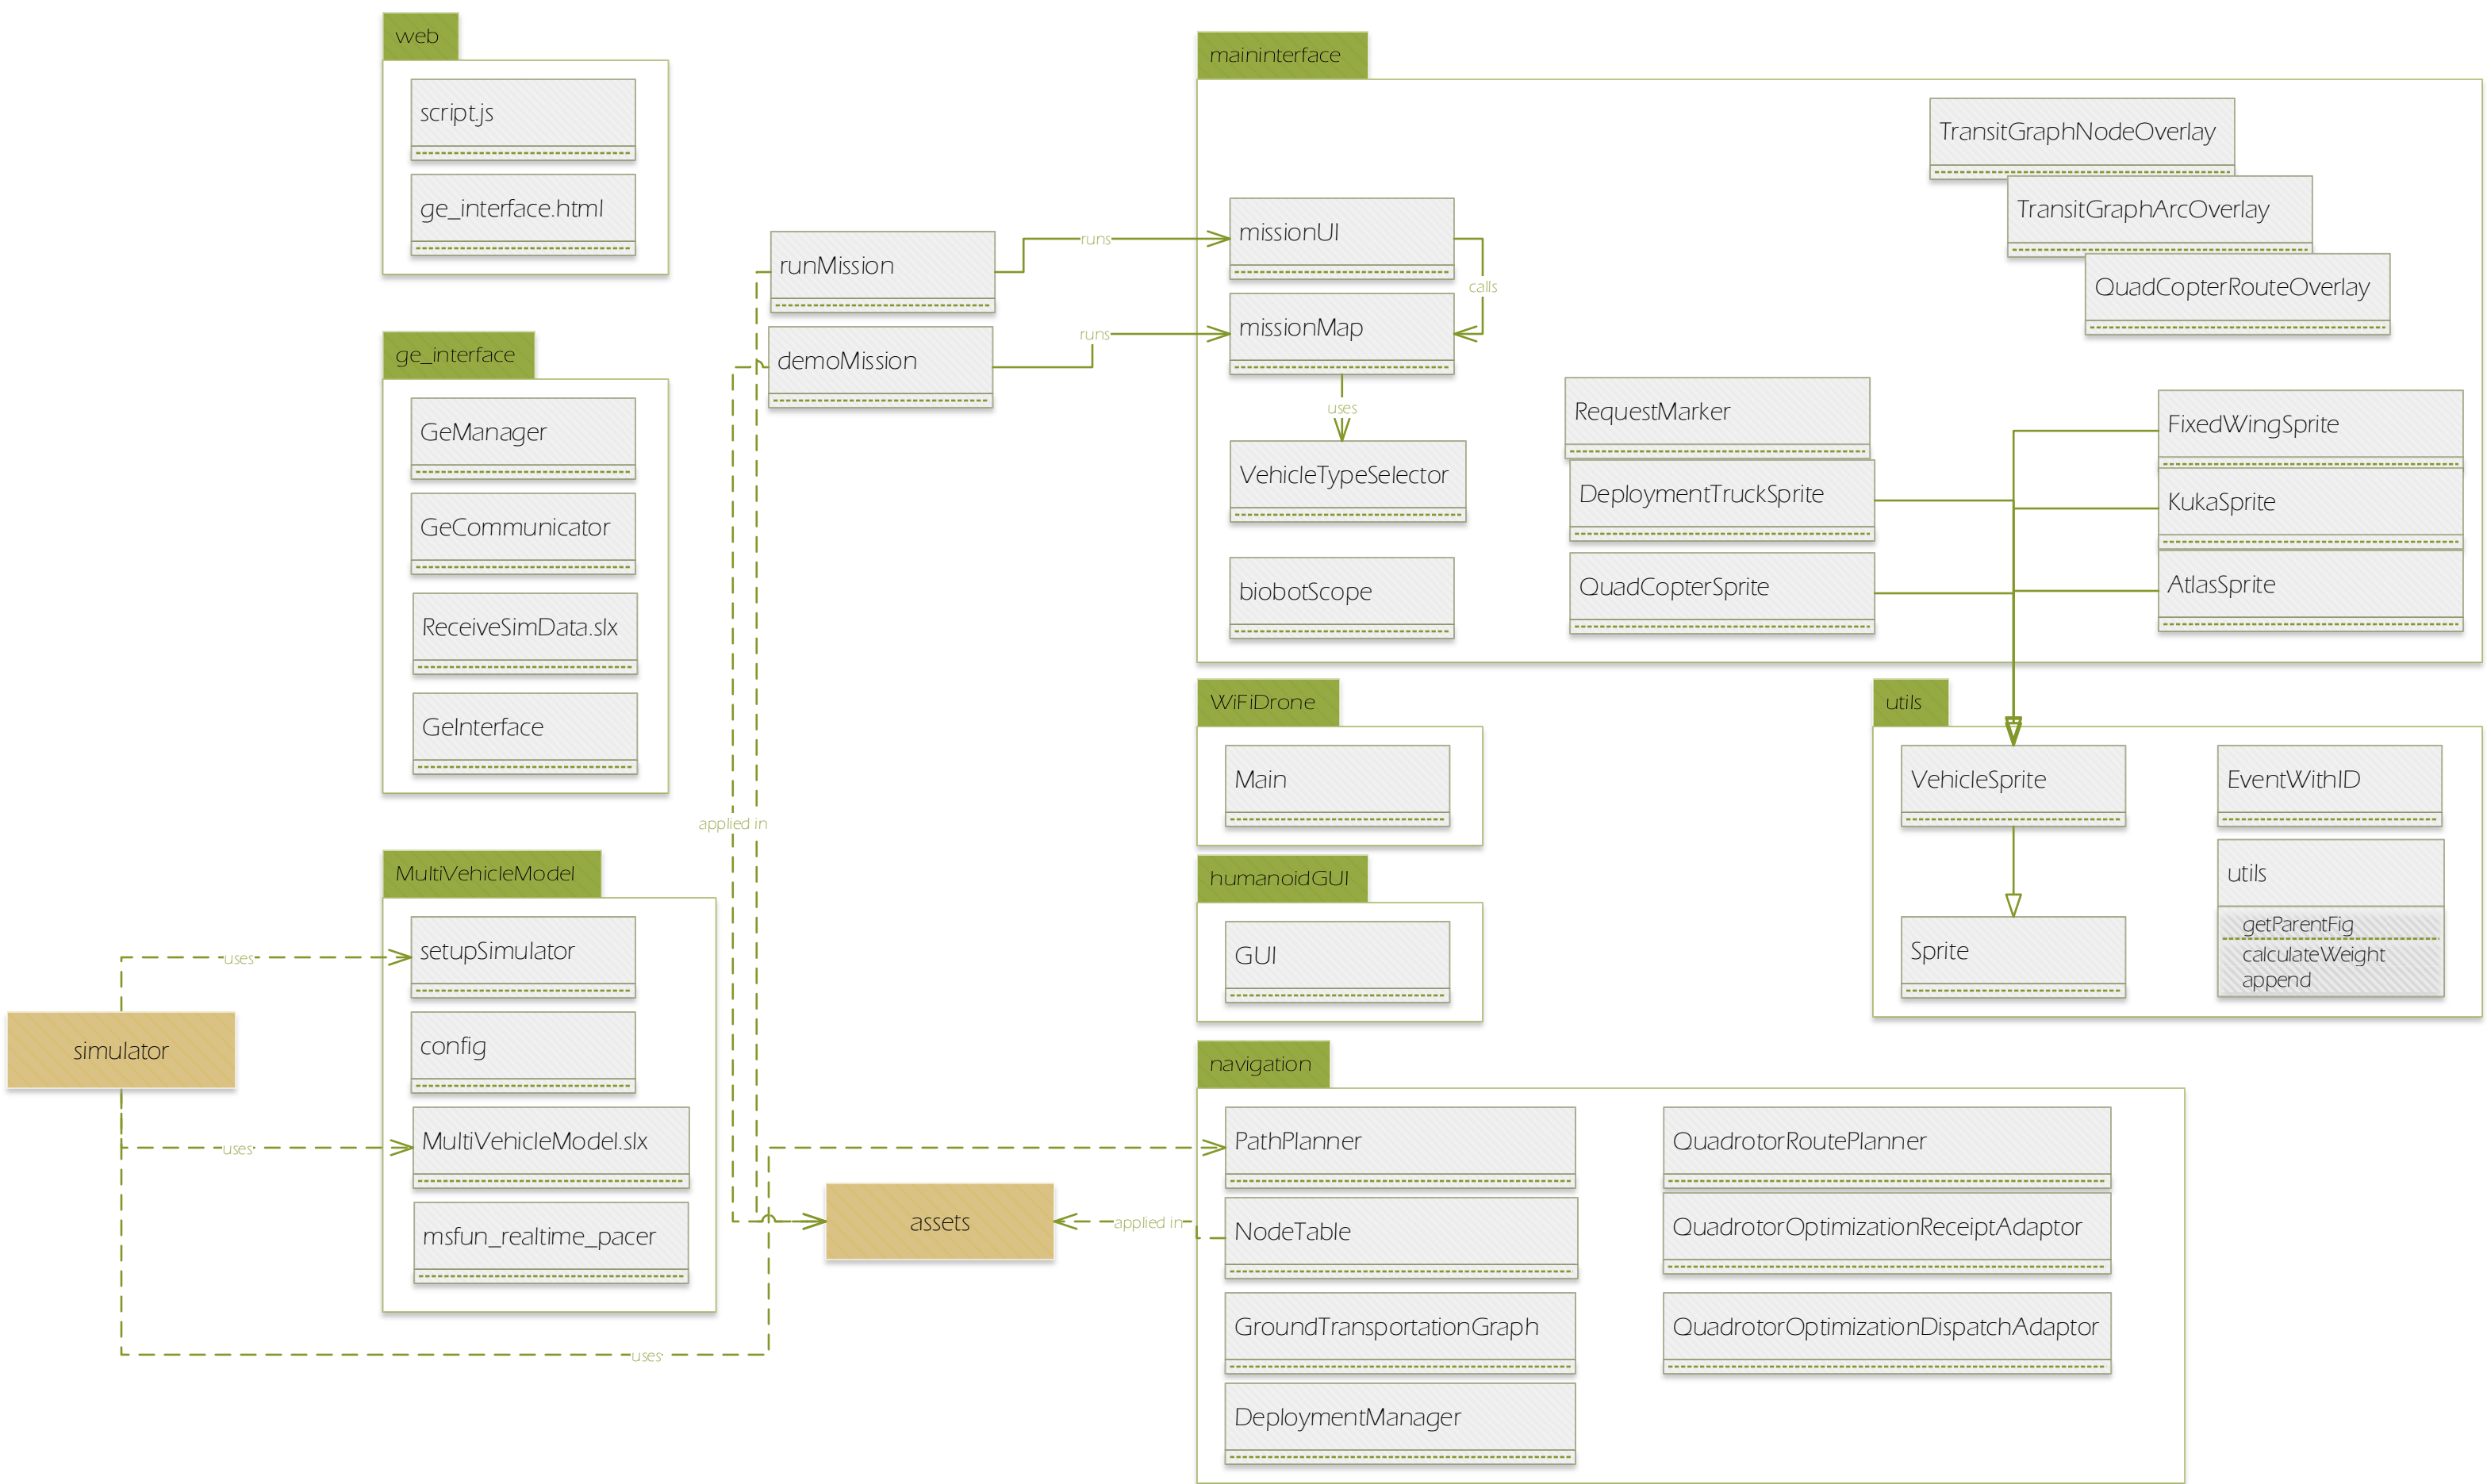 web
script.js
ge_interface.html
ge_interface
GeManager
GeCommunicator
ReceiveSimData.slx
GeInterface
MultiVehicleModel
setupSimulator
config
MultiVehicleModel.slx
msfun_realtime_pacer
simulator
uses
uses
uses
runMission
demoMission
runs
runs
applied in
assets
applied in
maininterface
missionUI
calls
missionMap
uses
VehicleTypeSelector
biobotScope
TransitGraphNodeOverlay
TransitGraphArcOverlay
QuadCopterRouteOverlay
RequestMarker
DeploymentTruckSprite
QuadCopterSprite
FixedWingSprite
KukaSprite
AtlasSprite
WiFiDrone
Main
humanoidGUI
GUI
utils
VehicleSprite
Sprite
EventWithID
utils
getParentFig
calculateWeight
append
navigation
PathPlanner
NodeTable
GroundTransportationGraph
DeploymentManager
QuadrotorRoutePlanner
QuadrotorOptimizationReceiptAdaptor
QuadrotorOptimizationDispatchAdaptor